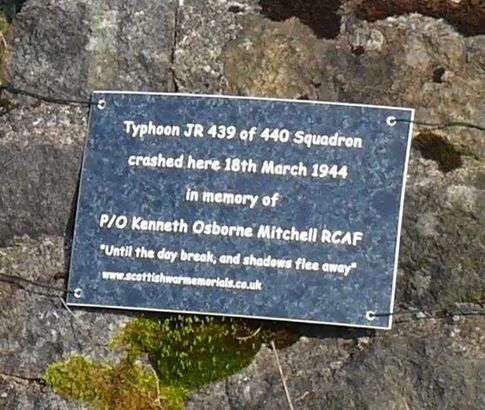 Typhoon JR 439 of 440 Squadron
crashed here 18th March 1944
in memory of
P/O Kenneth Osborne Mitchell RCAF
"Until the day break, and shadows flee away"
www.scottishwarmemorials.co.uk